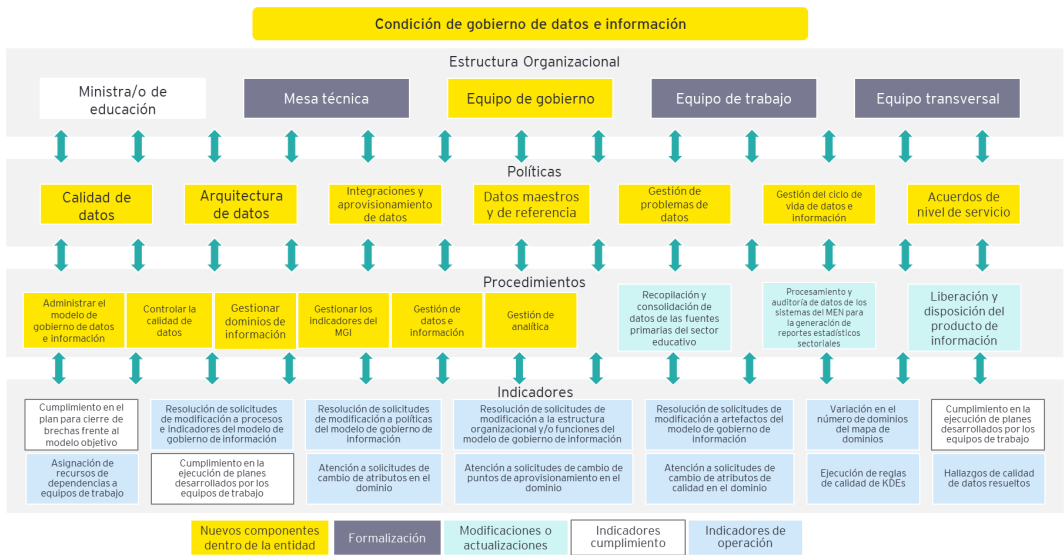 Condición de gobierno de datos e información
Estructura Organizacional
Ministra/o de
educación
Mesa técnica
Equipo de gobierno
Equipo de trabajo
Equipo transversal
Políticas
Calidad de
datos
Arquitectura
de datos
Integraciones y
aprovisionamiento
de datos
Datos maestros
y de referencia
Gestión de
problemas de
datos
Gestión del ciclo de
vida de datos e
información
Acuerdos de
nivel de servicio
Procedimientos
Administrar el
modelo de
gobierno de datos
e información
Controlar la
calidad de
datos
Gestionar
dominios de
información
Gestionar los
indicadores del
MGI
Gestión de
datos e
información
Gestión de
analítica
Recopilación y
consolidación de
datos de las fuentes
primarias del sector
educativo
Procesamiento y
auditoría de datos de los
sistemas del MEN para
la generación de
reportes estadísticos
sectoriales
Liberación y
disposición del
producto de
información
Indicadores
Cumplimiento en el
plan para cierre de
brechas frente al
modelo objetivo
Resolución de solicitudes
de modificación a procesos
e indicadores del modelo de
gobierno de información
Resolución de solicitudes
de modificación a políticas
del modelo de gobierno de
información
Resolución de solicitudes de
modificación a la estructura
organizacional y/o funciones del
modelo de gobierno de información
Resolución de solicitudes de
modificación a artefactos
del modelo de gobierno de
información
Variación en el
número de dominios
del mapa de
dominios
Cumplimiento en la
ejecución de planes
desarrollados por los
equipos de trabajo
Asignación de
recursos de
dependencias a
equipos de trabajo
Cumplimiento en la
ejecución de planes
desarrollados por los
equipos de trabajo
Atención a solicitudes de
cambio de atributos en el
dominio
Atención a solicitudes de cambio de
puntos de aprovisionamiento en el
dominio
Atención a solicitudes de
cambio de atributos de
calidad en el dominio
Ejecución de reglas
de calidad de KDEs
Hallazgos de calidad
de datos resueltos
Nuevos componentes
dentro de la entidad
Formalización
Modificaciones o
actualizaciones
Indicadores
cumplimiento
Indicadores de
operación